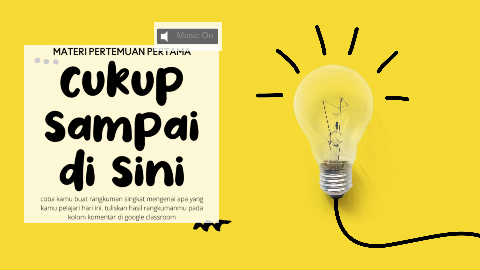 Music On
MATERI PERTEMUAN PERTAMA
cukup
sampai
di sini
coba kamu buat rangkuman singkat mengenai apa yang
kamu pelajari hari ini. tuliskan hasil rangkumanmu pada
kolom komentar di google classroom